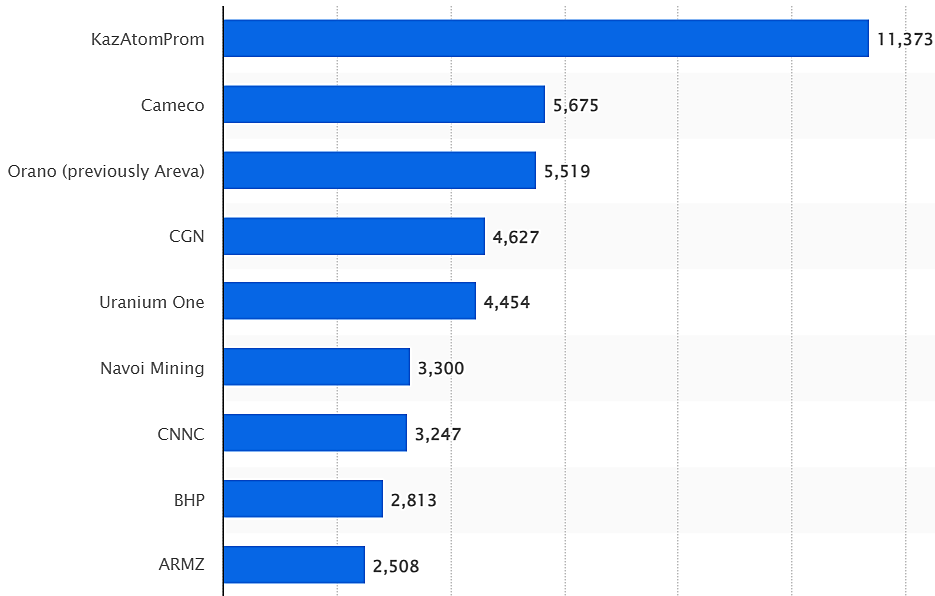 KazAtomProm 11,373
Cameco 5,675
Orano (previously Areva) 5,519
CGN 4,627
Uranium One 4,454
Navoi Mining 3,300
CNNC 3,247
BHP 2,813
ARMZ 2,508